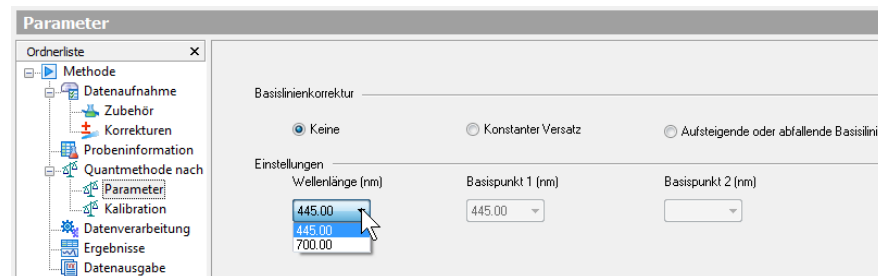 Parameter
Ordnerliste x
Methode
Datenaufnahme
Zubehör
Korrekturen
Probeninformation
Quantmethode nach
Parameter
Kalibration
Datenverarbeitung
Ergebnisse
Datenausgabe
Basislinienkorrektur
Keine Konstanter Versatz Aufsteigende oder abfallende Basisilini
Einstellungen
Wellenlänge (nm) Basispunkt 1 (nm) Basispunkt 2 (nm)
445.00 445.00
445.00
700.00